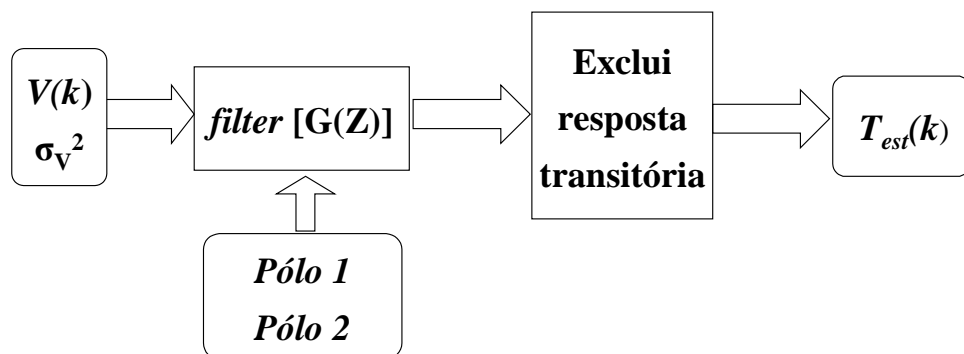 V(k)
σV²
filter [G(Z)]
Exclui
resposta
transitória
Test(k)
Pólo 1
Pólo 2